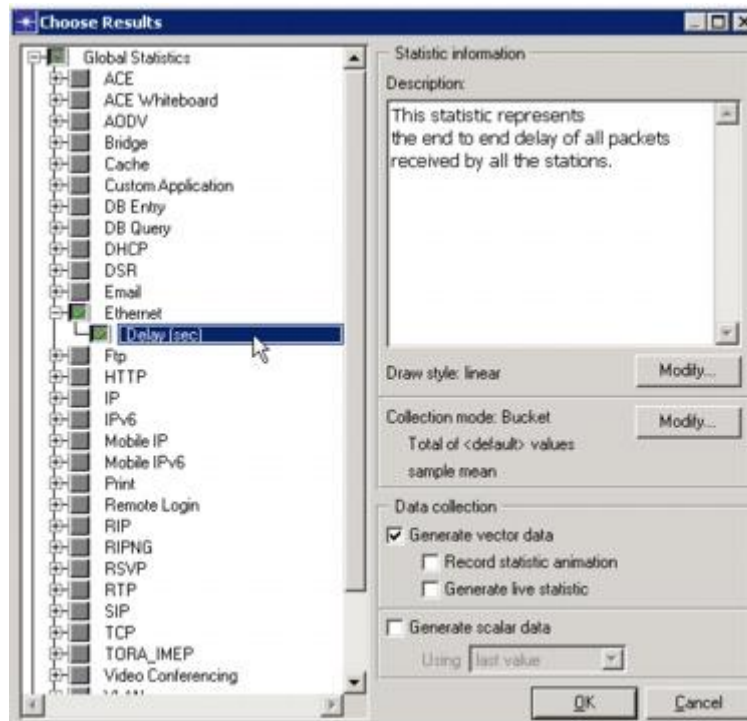 Choose Results
Global Statistics
ACE
ACE Whiteboard
AODV
Bridge
Cache
Custom Application
DB Entry
DB Query
DHCP
DSR
Email
Ethernet
Delay (sec)
Ftp
HTTP
IP
IPv6
Mobile IP
Mobile IPv6
Print
Remote Login
RIP
RIPNG
RSVP
RTP
SIP
TCP
TORA_IMEP
Video Conferencing
Statistic information
Description:
This statistic represents
the end to end delay of all packets
received by all the stations.
Draw style: linear
Modify...
Collection mode: Bucket
Modify...
Total of <default> values
sample mean
Data collection
Generate vector data
Record statistic animation
Generate live statistic
Generate scalar data
Using last value
OK
Cancel